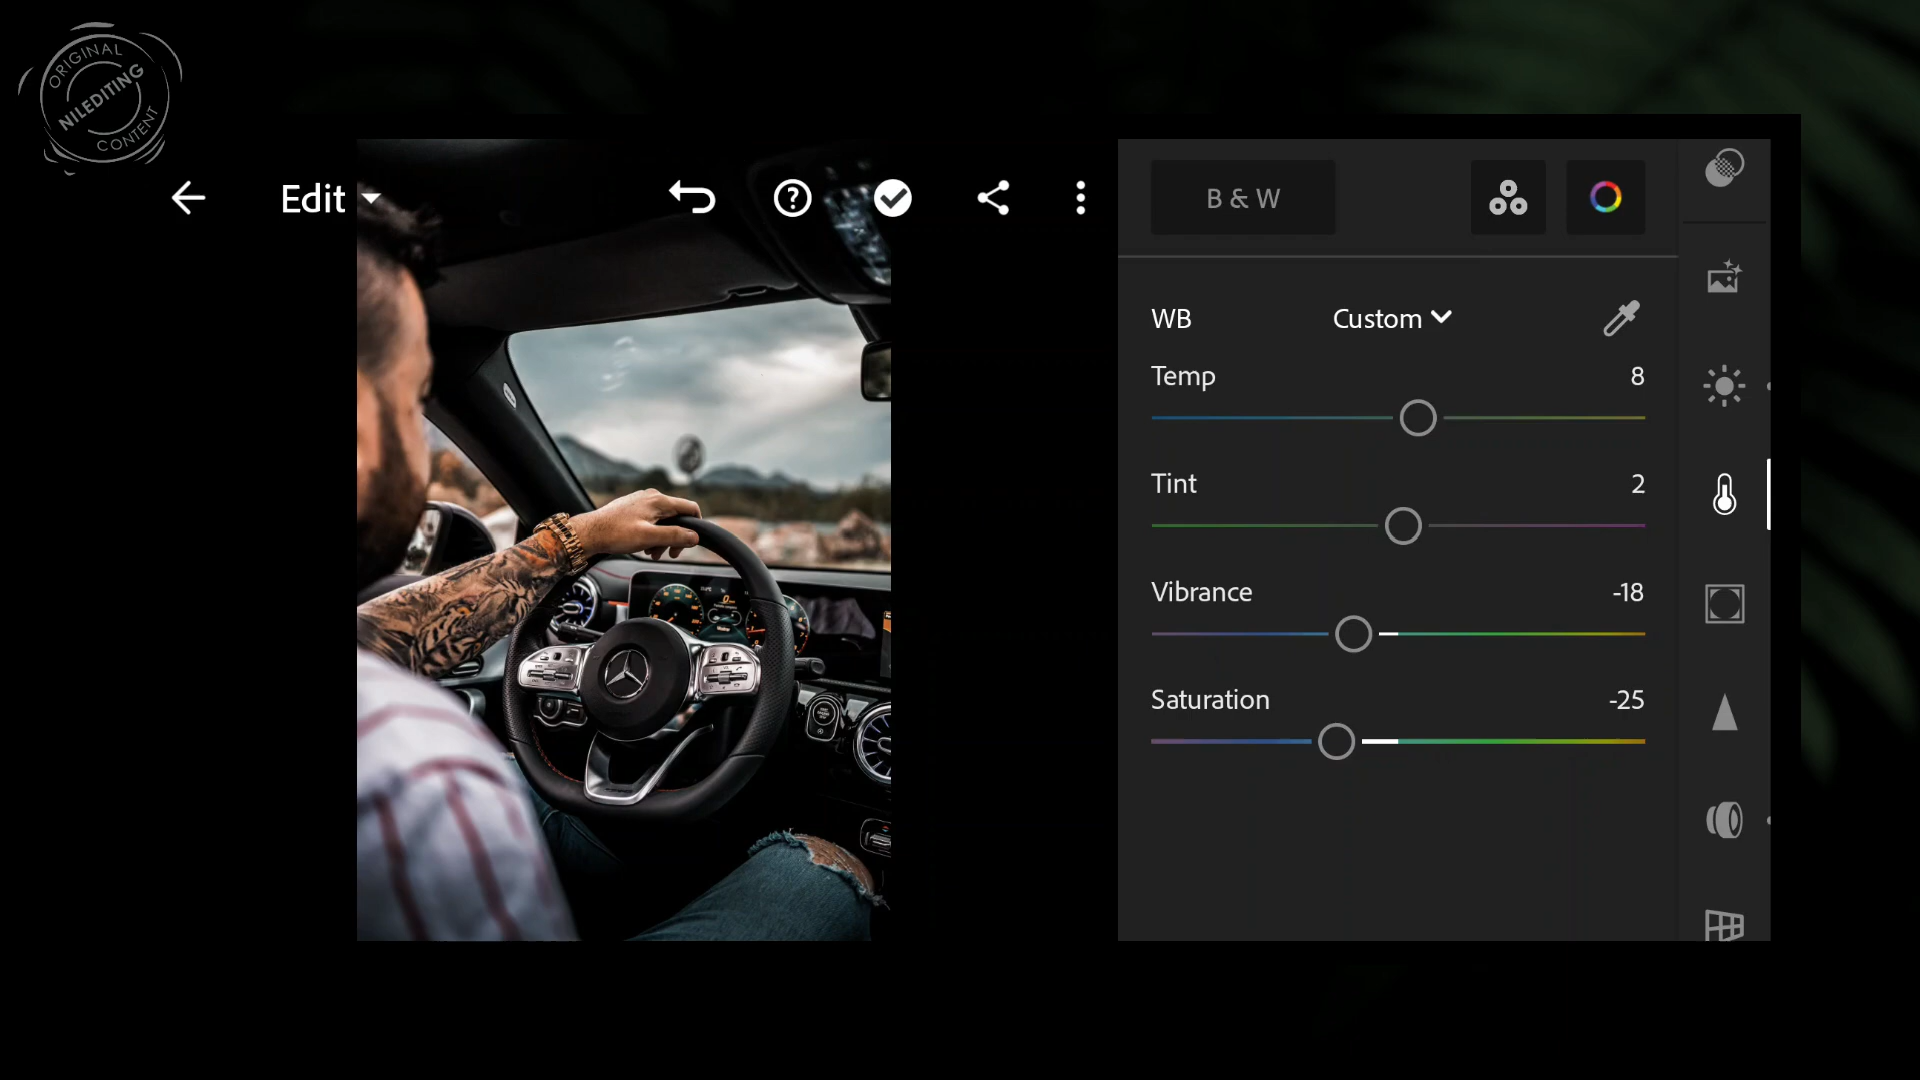 ORIGINAL
NILEDITING
CONTENT
Edit
B & W
WB Custom
Temp 8
Tint 2
Vibrance -18
Saturation -25